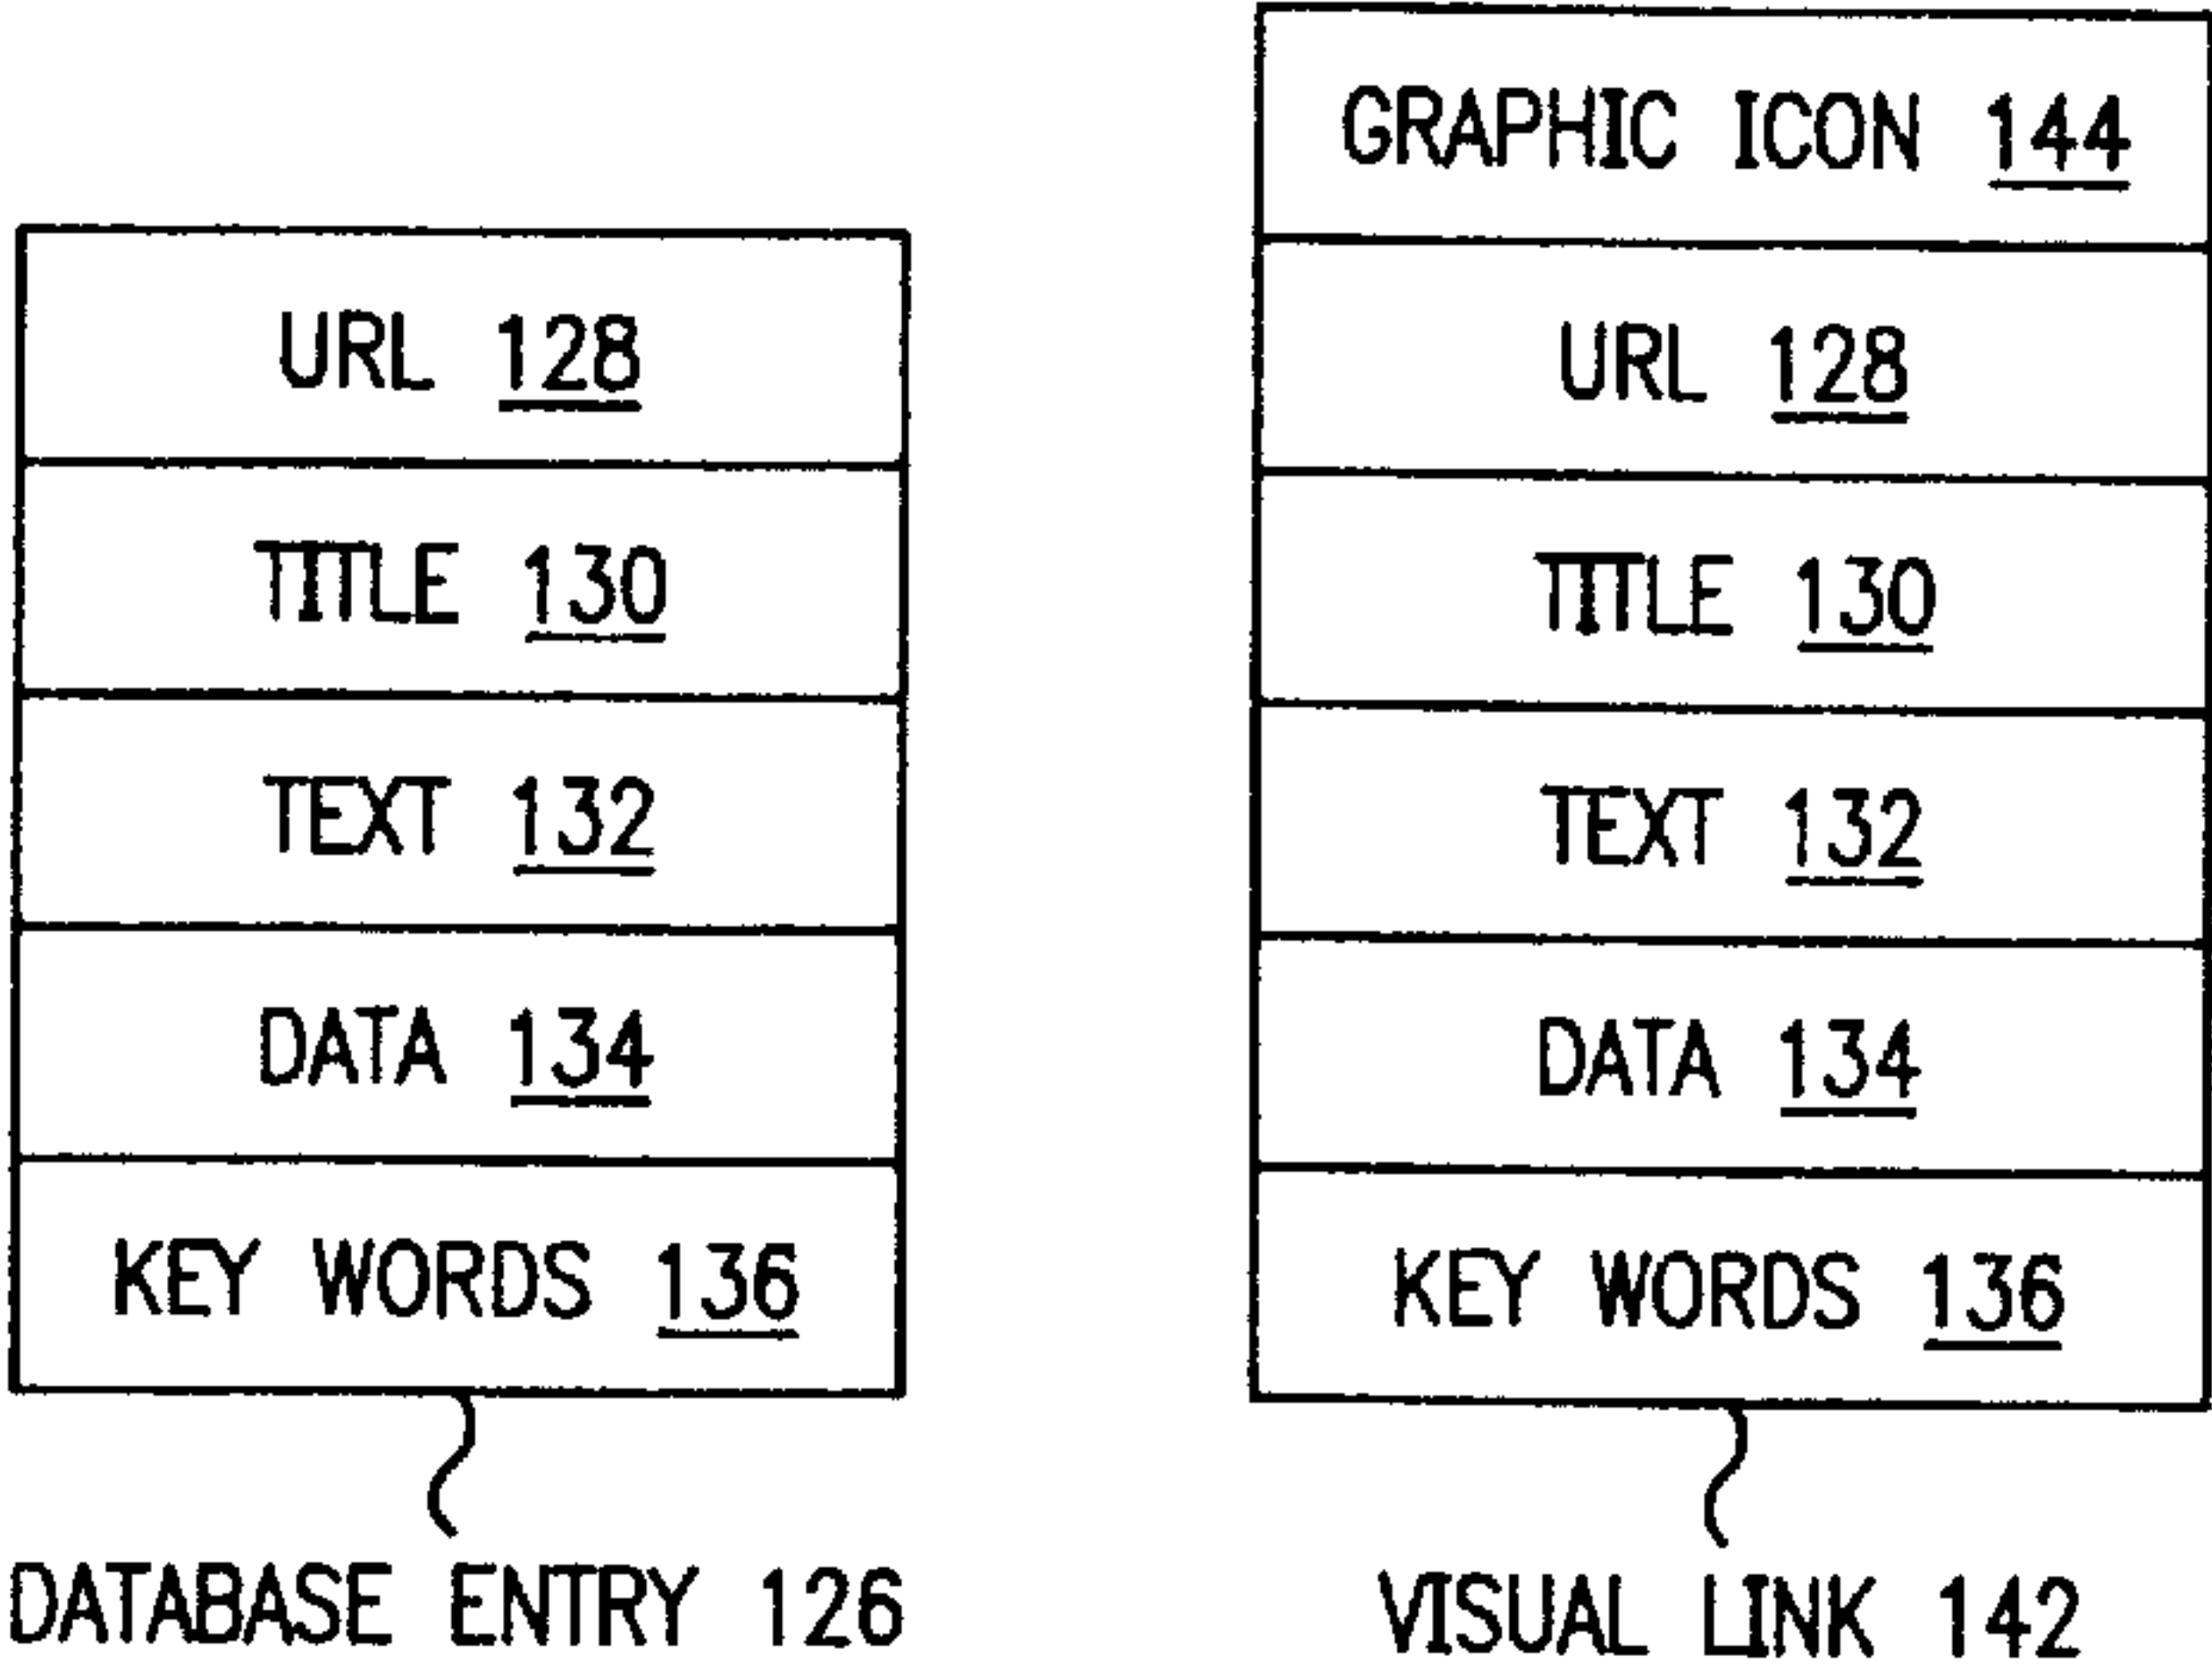 URL 128
TITLE 130
TEXT 132
DATA 134
KEY WORDS 136
DATABASE ENTRY 126
GRAPHIC ICON 144
URL 128
TITLE 130
TEXT 132
DATA 134
KEY WORDS 136
VISUAL LINK 142